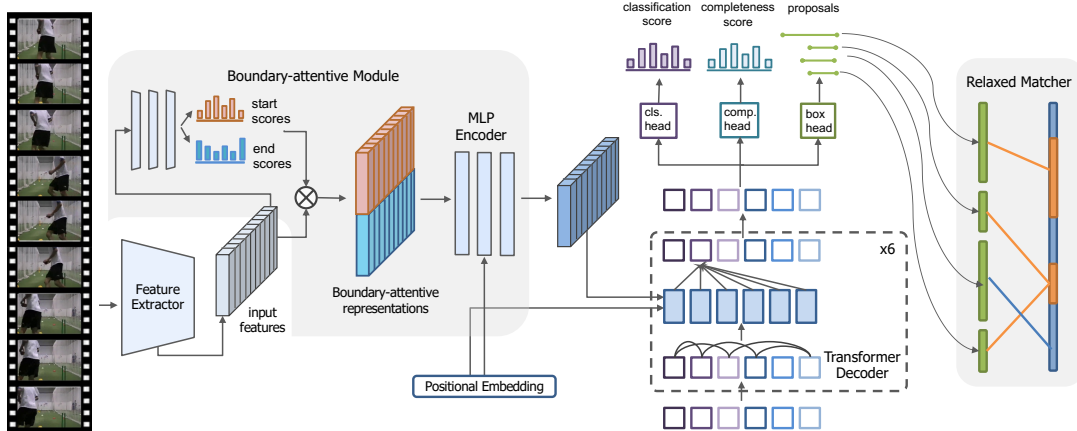 classification
score
completeness
score
proposals
Boundary-attentive Module
start
scores
end
scores
MLP
Encoder
cls.
head
comp.
head
box
head
Relaxed Matcher
Feature
Extractor
input
features
Boundary-attentive
representations
x6
Transformer
Decoder
Positional Embedding